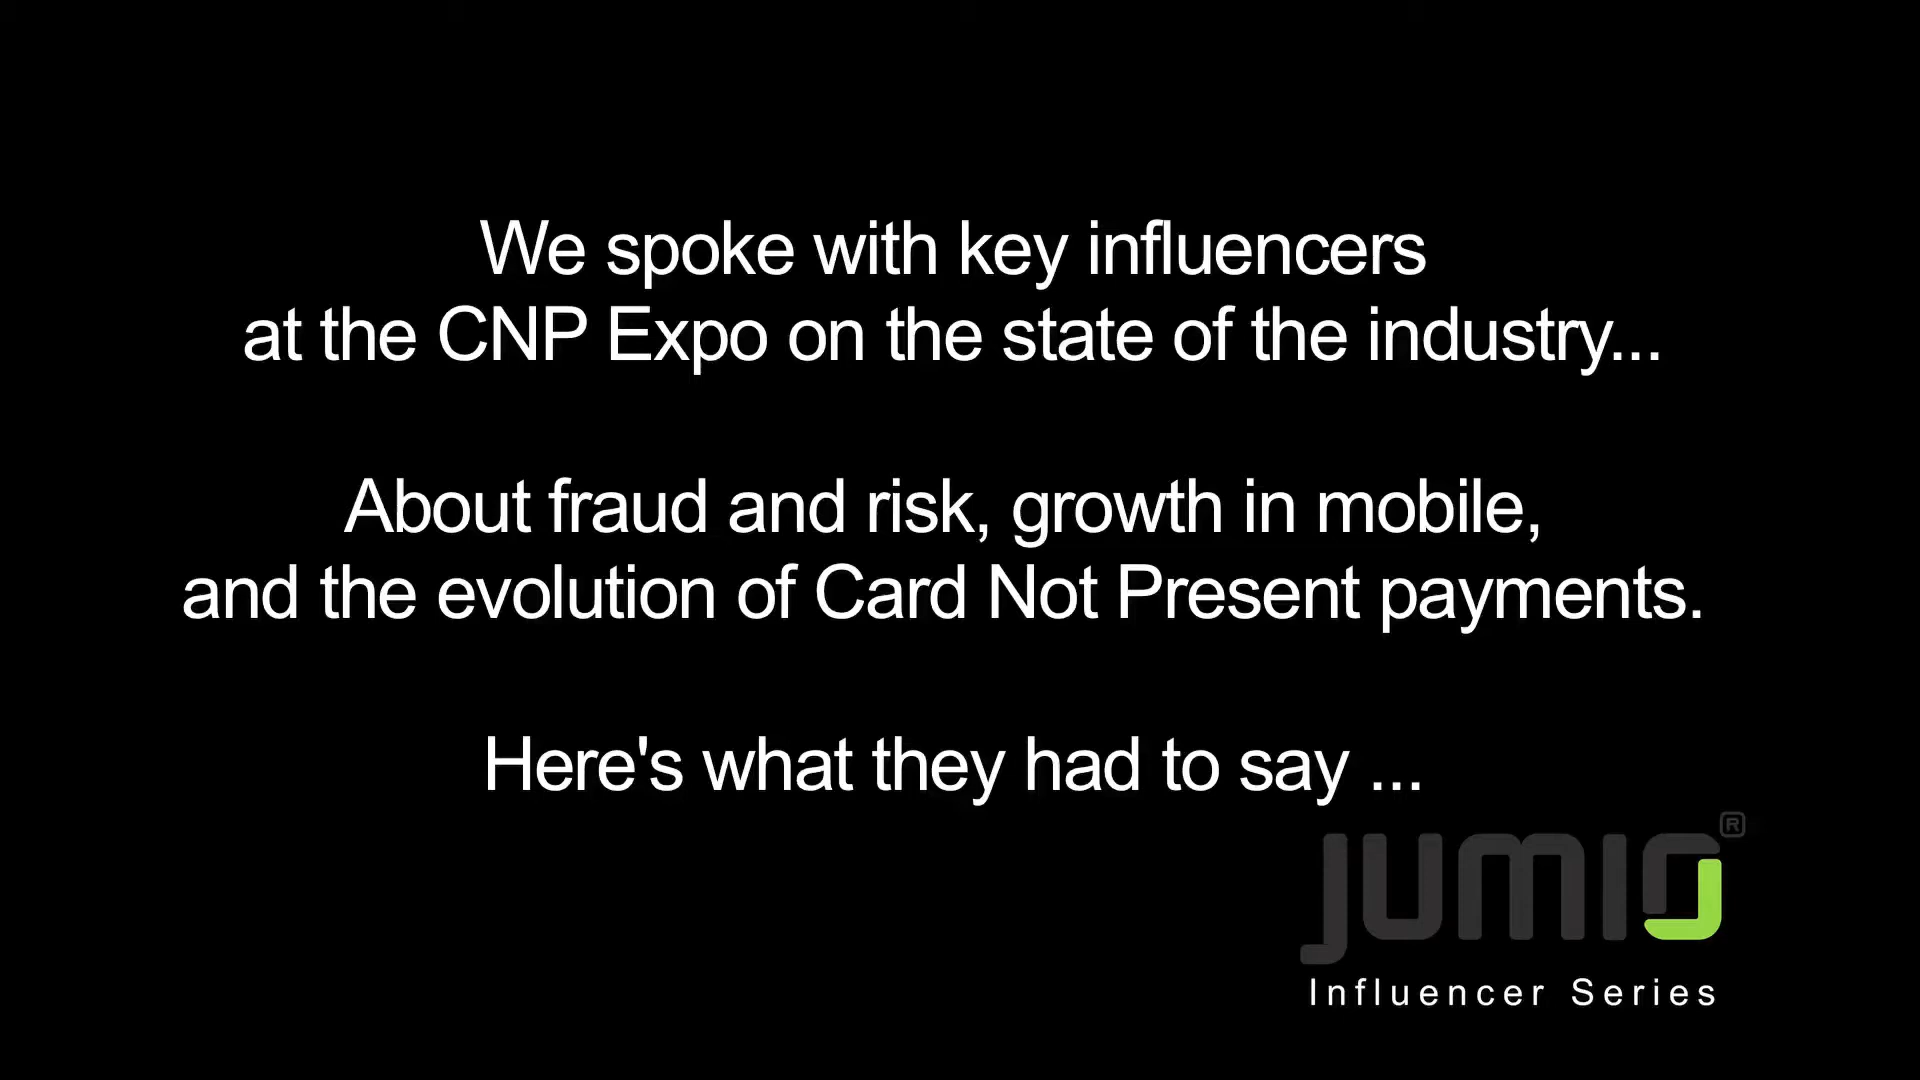 We spoke with key influencers
at the CNP Expo on the state of the industry...
About fraud and risk, growth in mobile,
and the evolution of Card Not Present payments.
Here's what they had to say ...
JUMIO®
Influencer Series